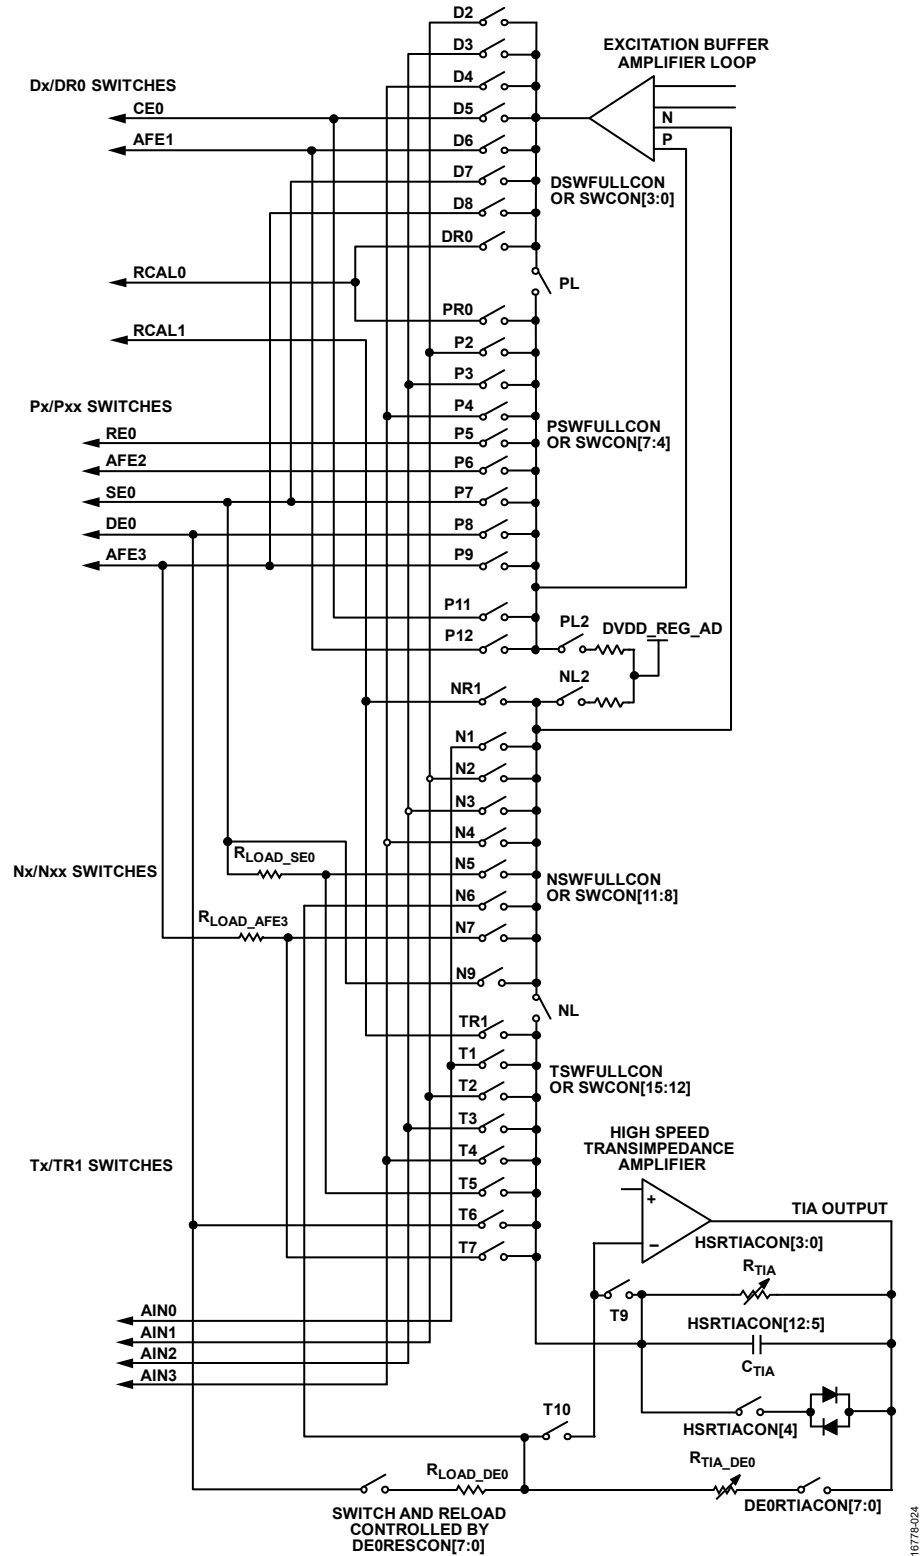 D2
EXCITATION BUFFER
AMPLIFIER LOOP
D3
D4
Dx/DR0 SWITCHES
CE0
D5
N
AFE1
D6
P
D7
DSWFULLCON
OR SWCON[3:0]
D8
DR0
RCAL0
PL
PR0
RCAL1
P2
P3
Px/Pxx SWITCHES
P4
PSWFULLCON
OR SWCON[7:4]
RE0
P5
AFE2
P6
SE0
P7
DE0
P8
AFE3
P9
P11
PL2
DVDD_REG_AD
P12
NR1
NL2
N1
N2
N3
N4
RLOAD_SE0
Nx/Nxx SWITCHES
N5
NSWFULLCON
OR SWCON[11:8]
N6
RLOAD_AFE3
N7
N9
NL
TR1
T1
TSWFULLCON
OR SWCON[15:12]
T2
T3
HIGH SPEED
TRANSIMPEDANCE
AMPLIFIER
T4
Tx/TR1 SWITCHES
T5
+
TIA OUTPUT
T6
HSRTIACON[3:0]
T7
–
RTIA
T9
AIN0
HSRTIACON[12:5]
AIN1
AIN2
CTIA
AIN3
T10
HSRTIACON[4]
RLOAD_DE0
RTIA_DE0
DE0RTIACON[7:0]
SWITCH AND RELOAD
CONTROLLED BY
DE0RESCON[7:0]
16778-024